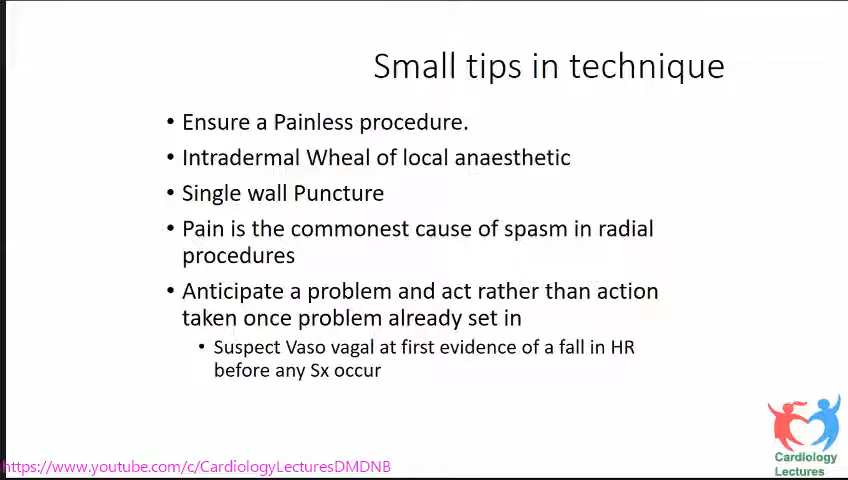 Small tips in technique
• Ensure a Painless procedure.
• Intradermal Wheal of local anaesthetic
• Single wall Puncture
• Pain is the commonest cause of spasm in radial
procedures
• Anticipate a problem and act rather than action
taken once problem already set in
• Suspect Vaso vagal at first evidence of a fall in HR
before any Sx occur
Cardiology
Lectures
https://www.youtube.com/c/CardiologyLecturesDMDNB